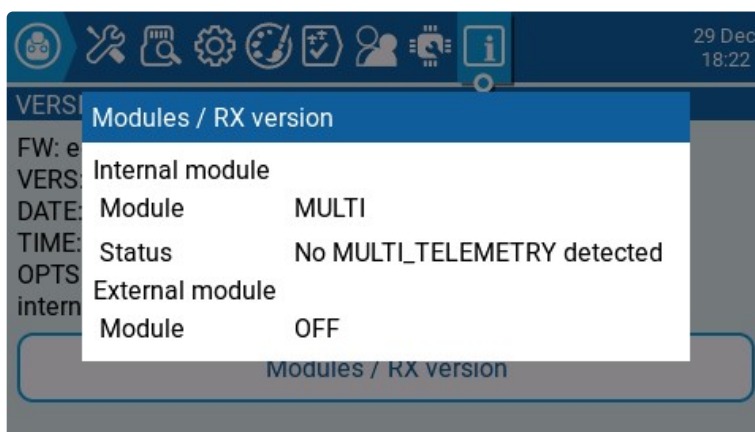 29 Dec
18:22
VERSI
Modules / RX version
FW: e
Internal module
VERS:
Module MULTI
DATE:
TIME:
Status No MULTI_TELEMETRY detected
OPTS
External module
intern
Module OFF
Modules / RX version